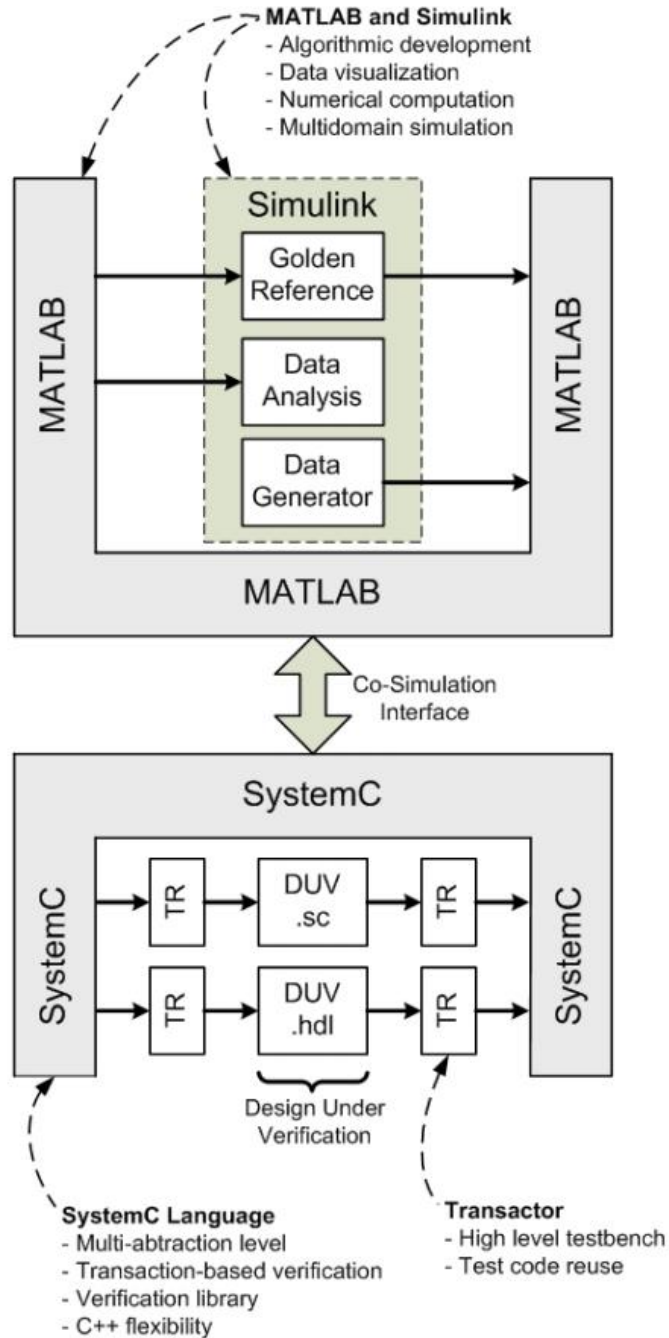 MATLAB and Simulink
- Algorithmic development
- Data visualization
- Numerical computation
- Multidomain simulation
Simulink
Golden
Reference
Data
Analysis
Data
Generator
MATLAB
MATLAB
MATLAB
Co-Simulation
Interface
SystemC
SystemC
SystemC
TR
DUV
.sc
TR
TR
DUV
.hdl
TR
Design Under
Verification
SystemC Language
- Multi-abtraction level
- Transaction-based verification
- Verification library
- C++ flexibility
Transactor
- High level testbench
- Test code reuse